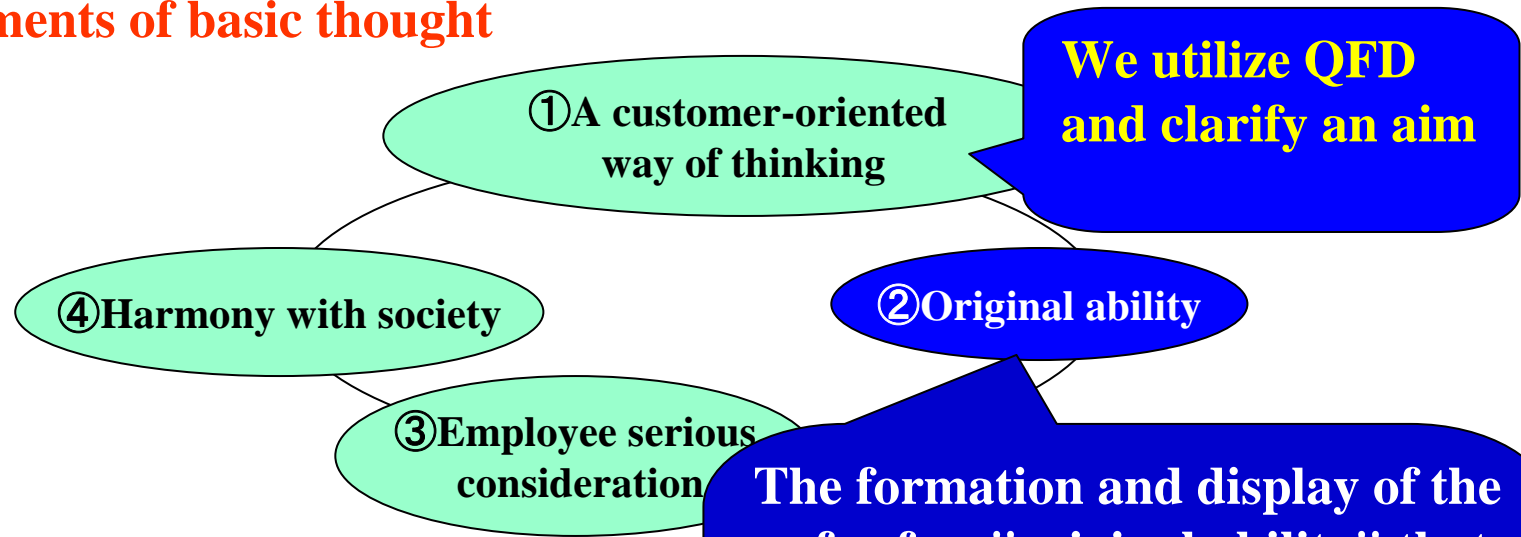 of basic thought
We utilize QFD
and clarify an aim
①A customer-oriented
way of thinking
④Harmony with society
②Original ability
③Employee serious
consideration
The formation and display of the